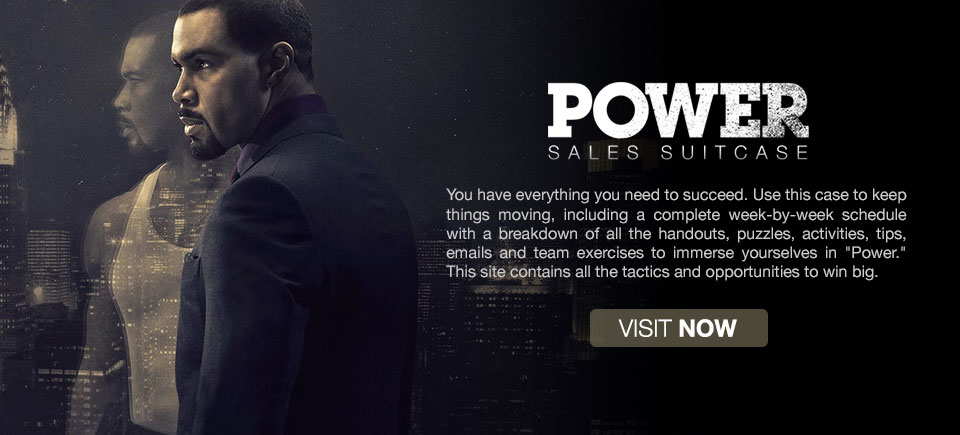 POWER
SALES SUITCASE
You have everything you need to succeed. Use this case to keep
things moving, including a complete week-by-week schedule
with a breakdown of all the handouts, puzzles, activities, tips,
emails and team exercises to immerse yourselves in "Power."
This site contains all the tactics and opportunities to win big.
VISIT NOW